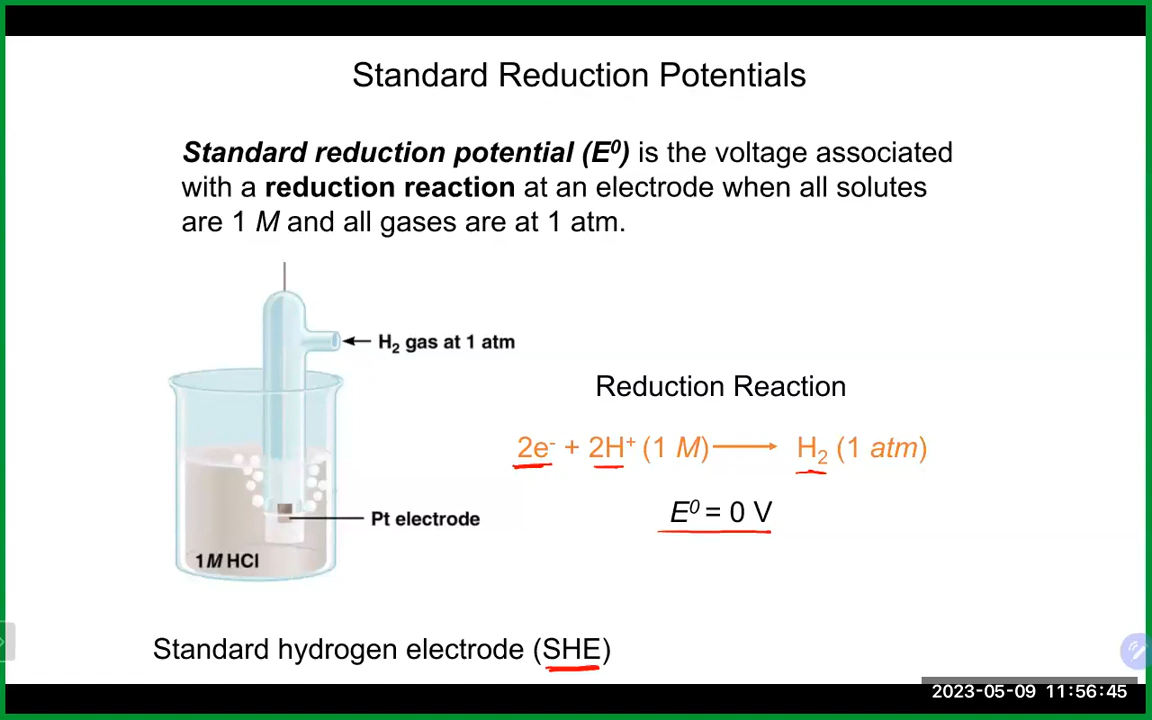 Standard Reduction Potentials
Standard reduction potential (E⁰) is the voltage associated
with a reduction reaction at an electrode when all solutes
are 1 M and all gases are at 1 atm.
H₂ gas at 1 atm
Reduction Reaction
2e⁻ + 2H⁺ (1 M) ⟶ H₂ (1 atm)
E⁰ = 0 V
Pt electrode
1 M HCl
Standard hydrogen electrode (SHE)
2023-05-09 11:56:45